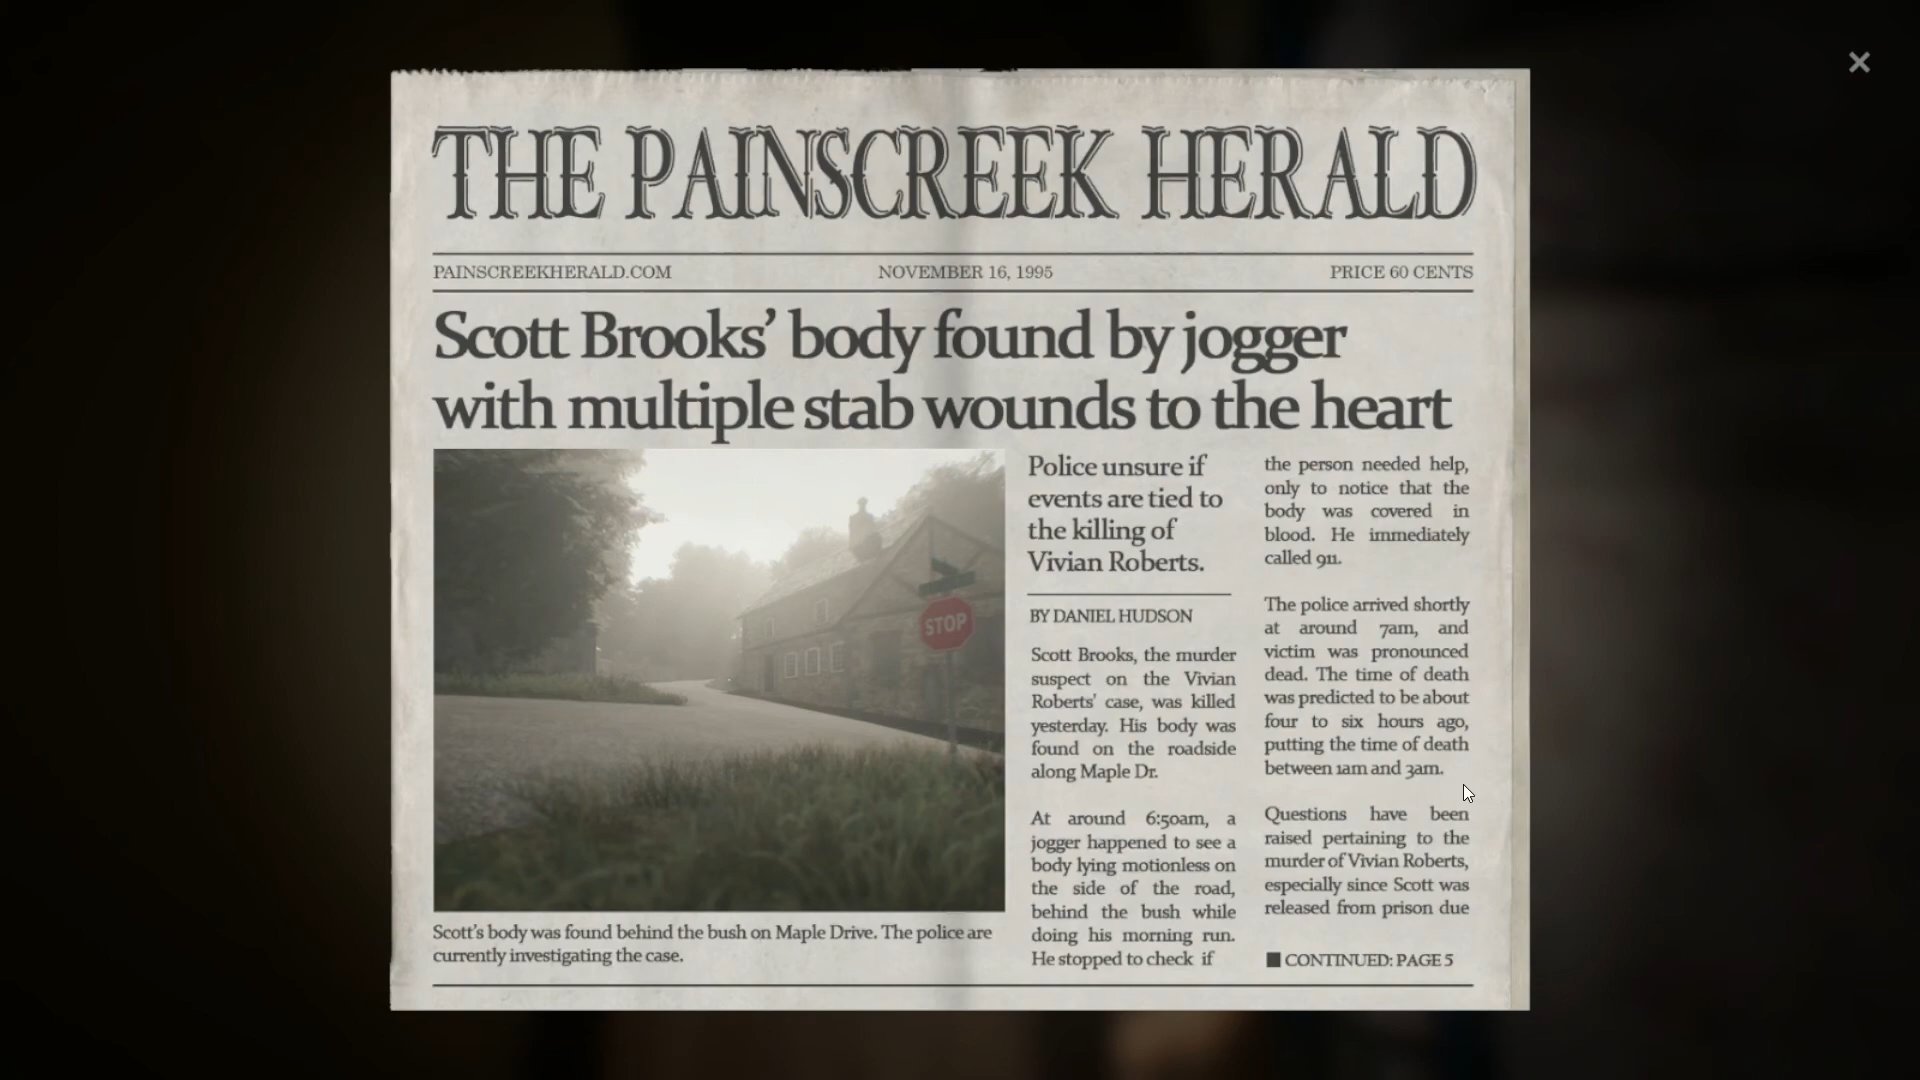 THE PAINSCREEK HERALD
PAINSCREEKHERALD.COM NOVEMBER 16, 1995 PRICE 60 CENTS
Scott Brooks’ body found by jogger
with multiple stab wounds to the heart
STOP
Scott’s body was found behind the bush on Maple Drive. The police are
currently investigating the case.
Police unsure if
events are tied to
the killing of
Vivian Roberts.
BY DANIEL HUDSON
Scott Brooks, the murder
suspect on the Vivian
Roberts’ case, was killed
yesterday. His body was
found on the roadside
along Maple Dr.
At around 6:50am, a
jogger happened to see a
body lying motionless on
the side of the road,
behind the bush while
doing his morning run.
He stopped to check if
the person needed help,
only to notice that the
body was covered in
blood. He immediately
called 911.
The police arrived shortly
at around 7am, and
victim was pronounced
dead. The time of death
was predicted to be about
four to six hours ago,
putting the time of death
between 1am and 3am.
Questions have been
raised pertaining to the
murder of Vivian Roberts,
especially since Scott was
released from prison due
■ CONTINUED: PAGE 5